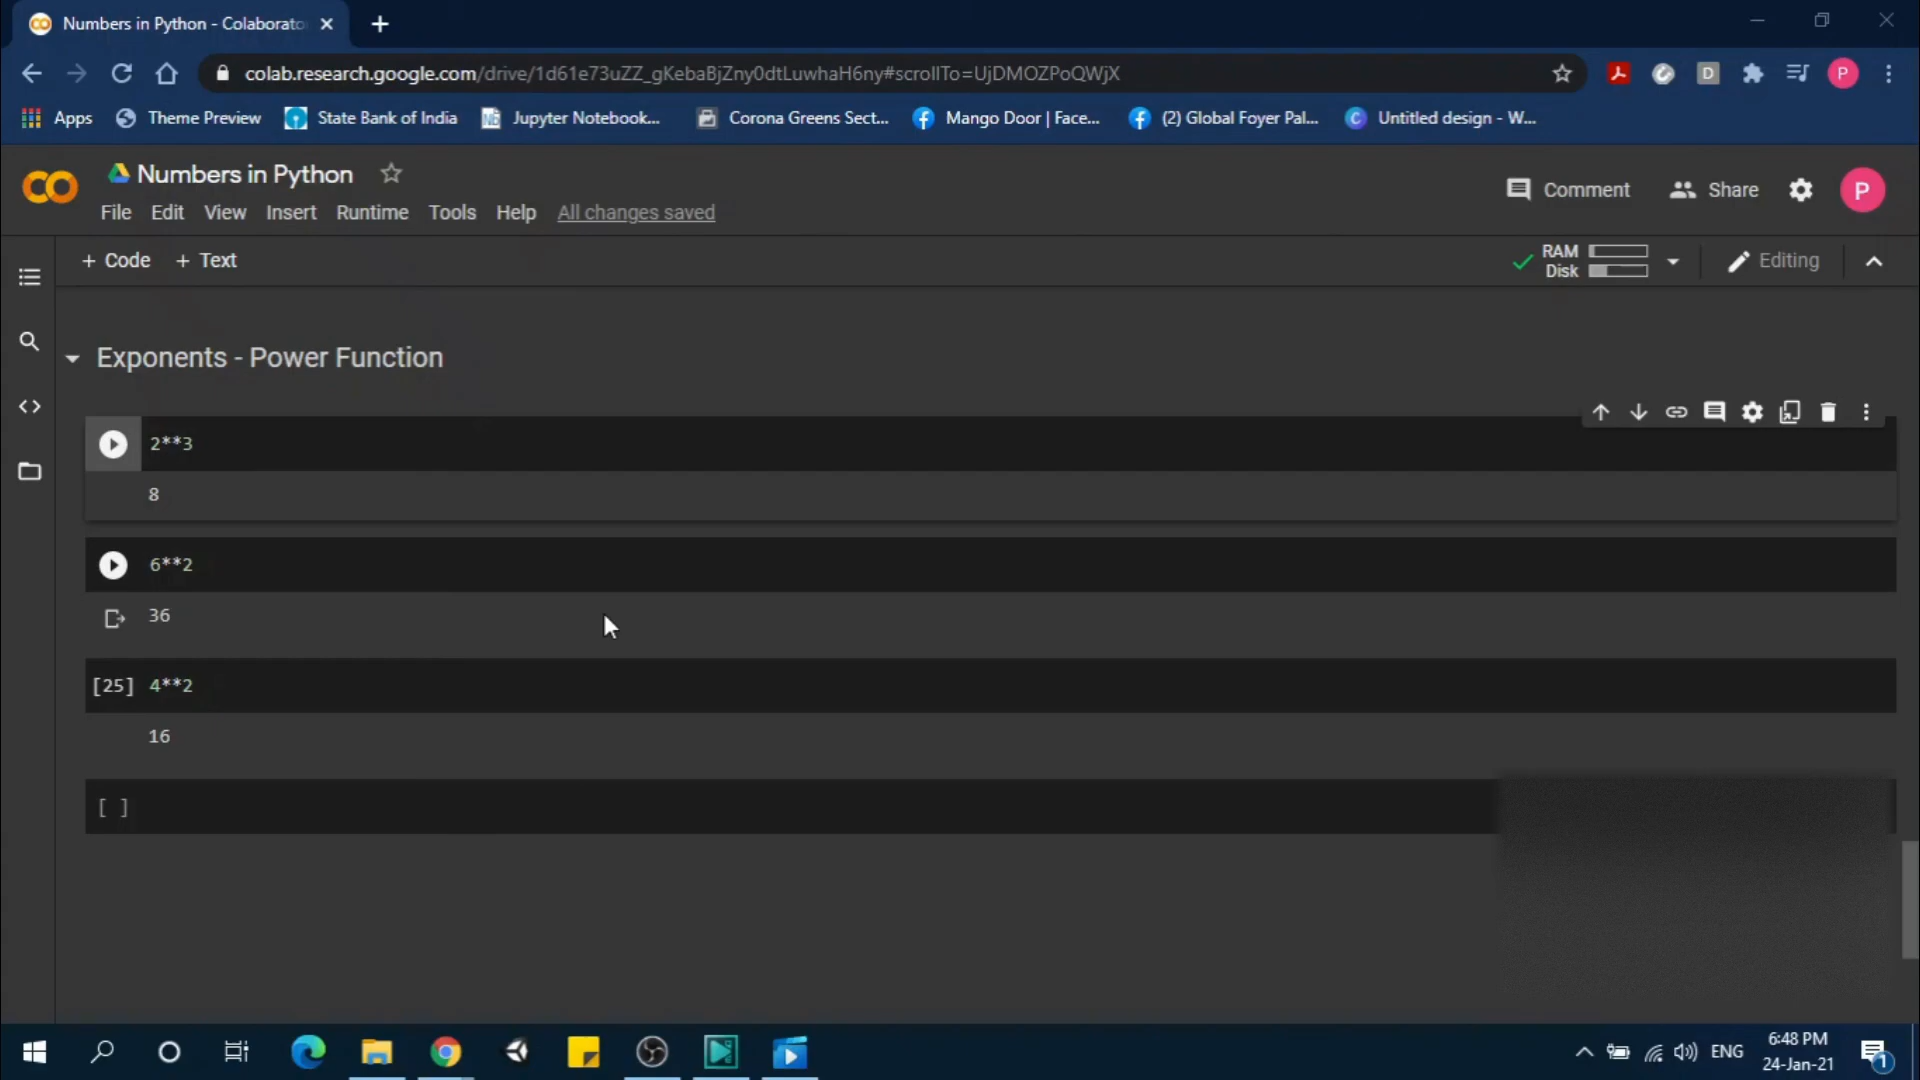 Numbers in Python - Colaborato
colab.research.google.com/drive/1d61e73uZZ_gKebaBjZny0dtLuwhaH6ny#scrollTo=UjDMOZPoQWjX
D
P
Apps
Theme Preview
State Bank of India
Jupyter Notebook...
Corona Greens Sect...
Mango Door | Face...
(2) Global Foyer Pal...
Untitled design - W...
Numbers in Python
Comment
Share
P
File Edit View Insert Runtime Tools Help All changes saved
+ Code + Text
RAM
Disk
Editing
Exponents - Power Function
2**3
8
6**2
36
[25] 4**2
16
[ ]
ENG
6:48 PM
24-Jan-21
1